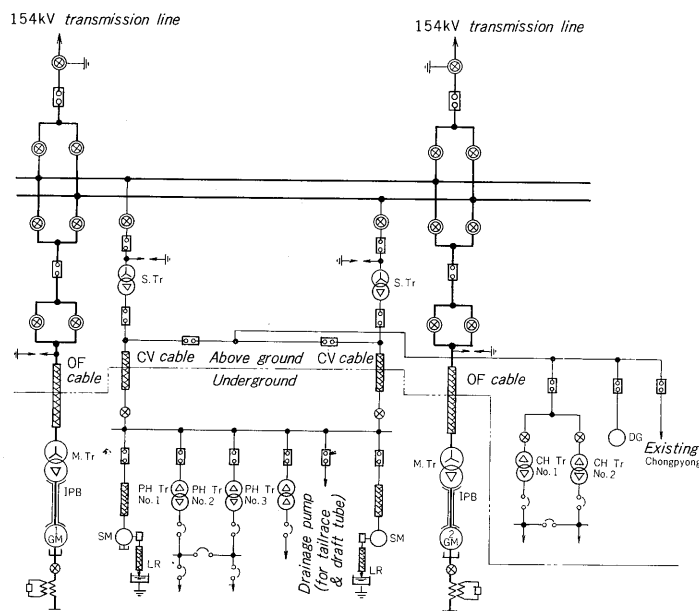 154kV transmission line
154kV transmission line
S.Tr
S.Tr
CV cable
Above ground
CV cable
Underground
OF
cable
OF cable
M.Tr
IPB
GM
PH Tr
No.1
PH Tr
No.2
PH Tr
No.3
SM
LR
Drainage pump
(for tailrace
& draft tube)
SM
LR
M.Tr
IPB
2
GM
CH Tr
No.1
CH Tr
No.2
DG
Existing
Chongpyong